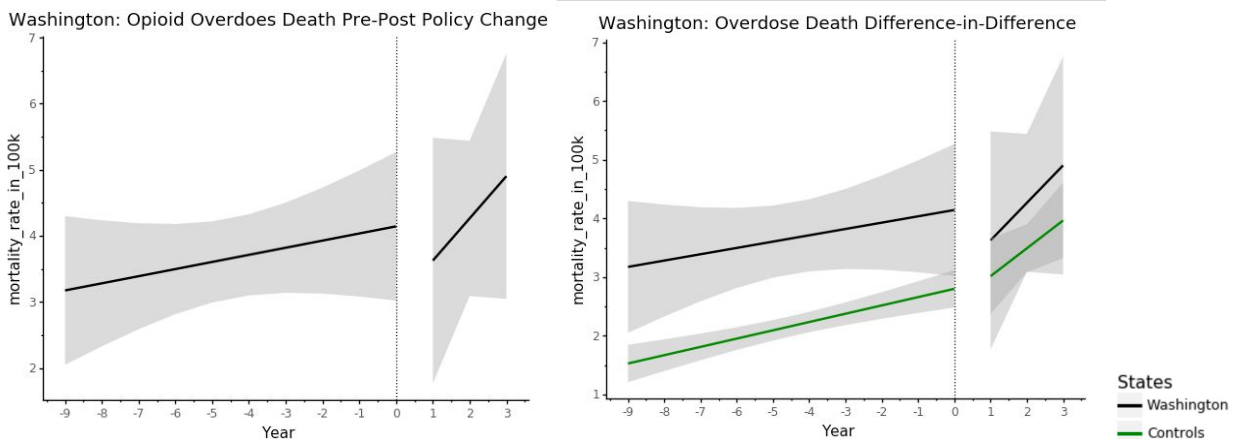 Washington: Opioid Overdoes Death Pre-Post Policy Change
7
6
5
4
3
2
mortality_rate_in_100k
-9 -8 -7 -6 -5 -4 -3 -2 -1 0 1 2 3
Year
Washington: Overdose Death Difference-in-Difference
7
6
5
4
3
2
1
mortality_rate_in_100k
-9 -8 -7 -6 -5 -4 -3 -2 -1 0 1 2 3
Year
States
Washington
Controls